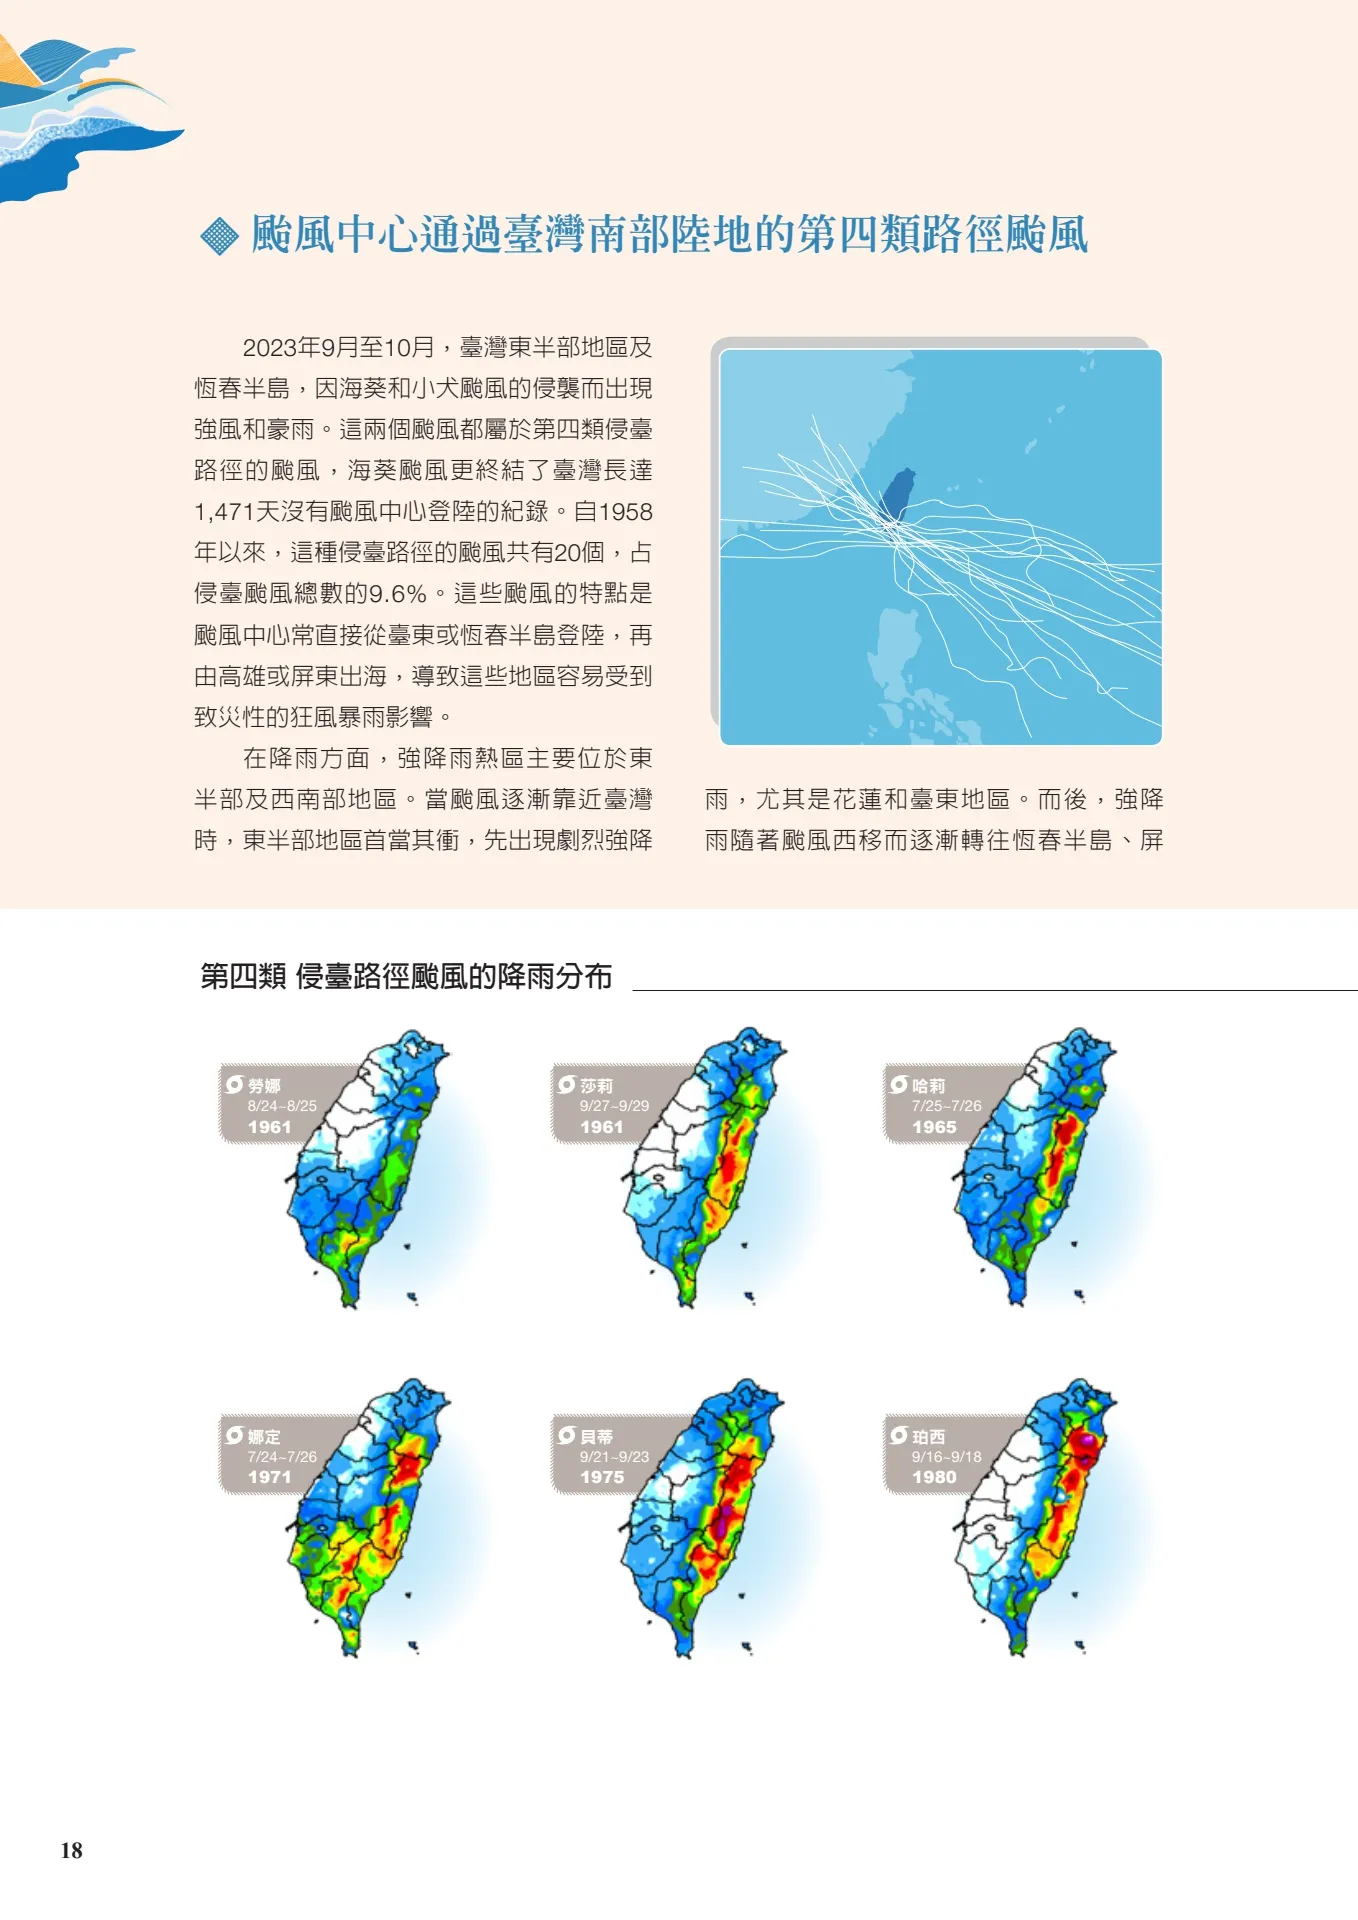 颱風中心通過臺灣南部陸地的第四類路徑颱風
2023年9月至10月，臺灣東半部地區及
恆春半島，因海葵和小犬颱風的侵襲而出現
強風和豪雨。這兩個颱風都屬於第四類侵臺
路徑的颱風，海葵颱風更終結了臺灣長達
1,471天沒有颱風中心登陸的紀錄。自1958
年以來，這種侵臺路徑的颱風共有20個，占
侵臺颱風總數的9.6%。這些颱風的特點是
颱風中心常直接從臺東或恆春半島登陸，再
由高雄或屏東出海，導致這些地區容易受到
致災性的狂風暴雨影響。
在降雨方面，強降雨熱區主要位於東
半部及西南部地區。當颱風逐漸靠近臺灣
時，東半部地區首當其衝，先出現劇烈強降
雨，尤其是花蓮和臺東地區。而後，強降
雨隨著颱風西移而逐漸轉往恆春半島、屏
第四類 侵臺路徑颱風的降雨分布
勞娜
8/24~8/25
1961
莎莉
9/27~9/29
1961
哈莉
7/25~7/26
1965
娜定
7/24~7/26
1971
貝蒂
9/21~9/23
1975
珀西
9/16~9/18
1980
18